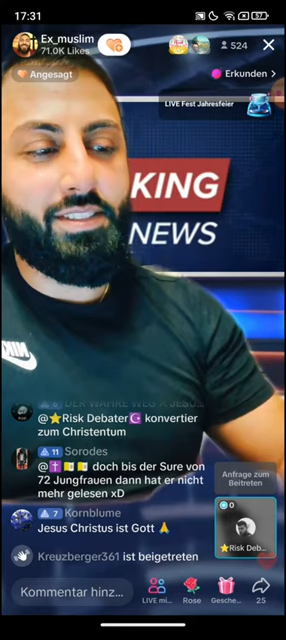 17:31
57
Ex_muslim
71.0K Likes
524
Angesagt
Erkunden >
LIVE Fest Jahresfeier
KING
NEWS
NIK
@⭐Risk Debater☪ konvertier
zum Christentum
11 Sorodes
@✝️🇻🇦🇻🇦 doch bis der Sure von
72 Jungfrauen dann hat er nicht
mehr gelesen xD
7 Kornblume
Jesus Christus ist Gott 🙏
Kreuzberger361 ist beigetreten
Anfrage zum
Beitreten
0
⭐Risk Deb...
Kommentar hinz...
LIVE mi...
Rose
Gesche...
25